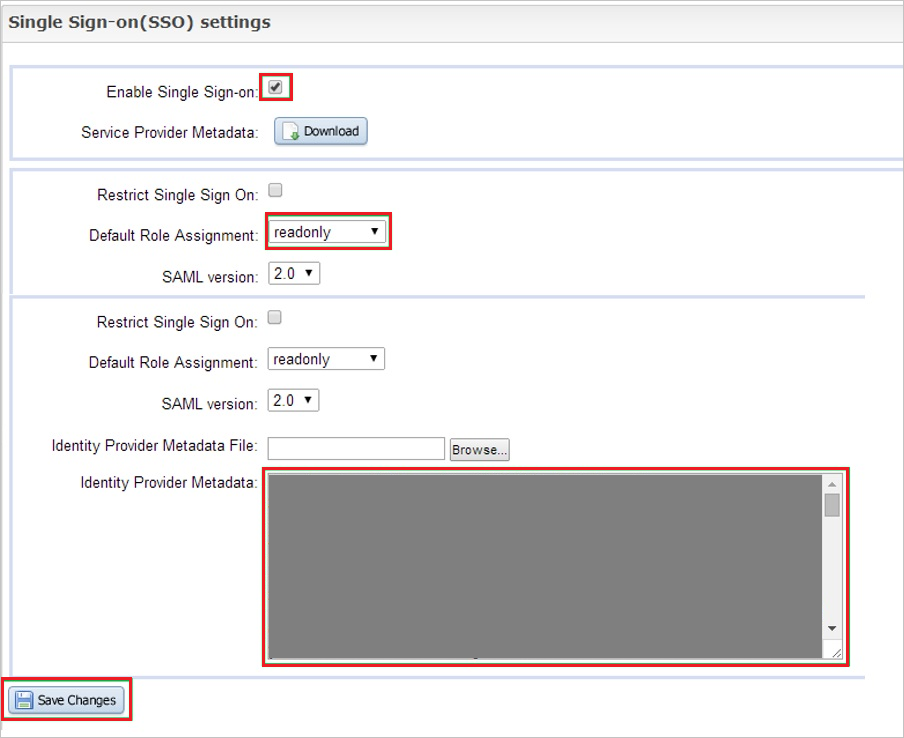 Single Sign-on(SSO) settings
Enable Single Sign-on:
Service Provider Metadata: Download
Restrict Single Sign On:
Default Role Assignment: readonly
SAML version: 2.0
Restrict Single Sign On:
Default Role Assignment: readonly
SAML version: 2.0
Identity Provider Metadata File: Browse...
Identity Provider Metadata:
Save Changes